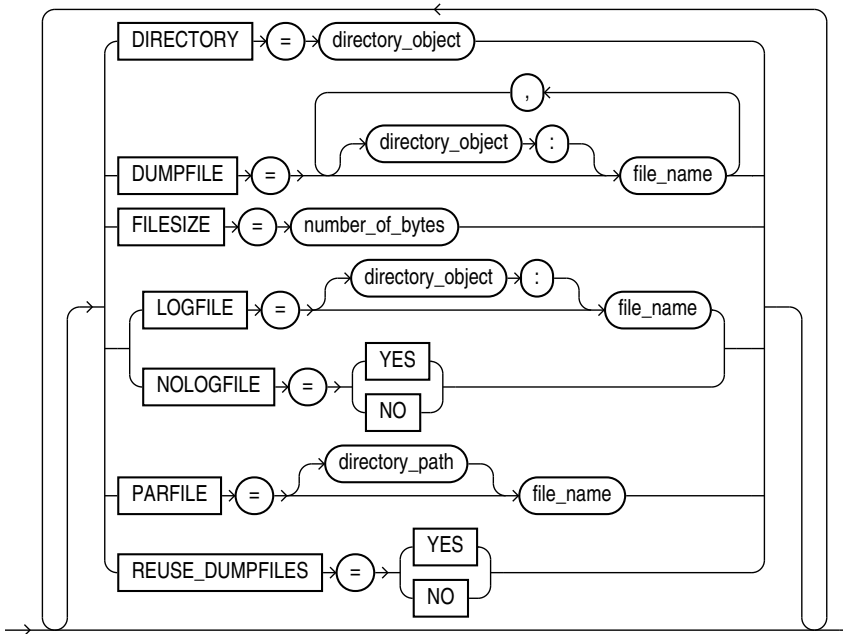 DIRECTORY = directory_object
,
directory_object :
DUMPFILE = file_name
FILESIZE = number_of_bytes
directory_object :
LOGFILE = file_name
YES
NOLOGFILE =
NO
directory_path
PARFILE = file_name
YES
REUSE_DUMPFILES =
NO